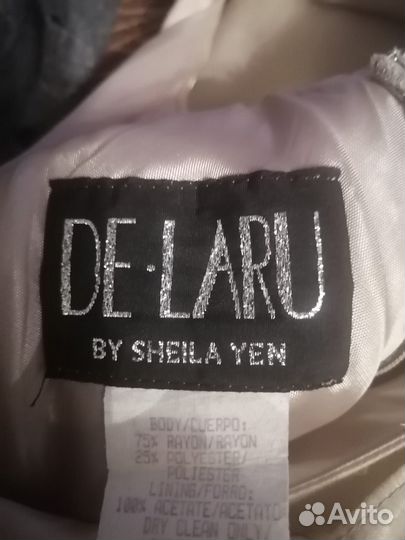 DE·LARU
BY SHEILA YEN
BODY/CUERPO:
75% RAYON/RAYON
25% POLYESTER/
POLIESTER
LINING/FORRO:
100% ACETATE/ACETATO
DRY CLEAN ONLY/
Avito